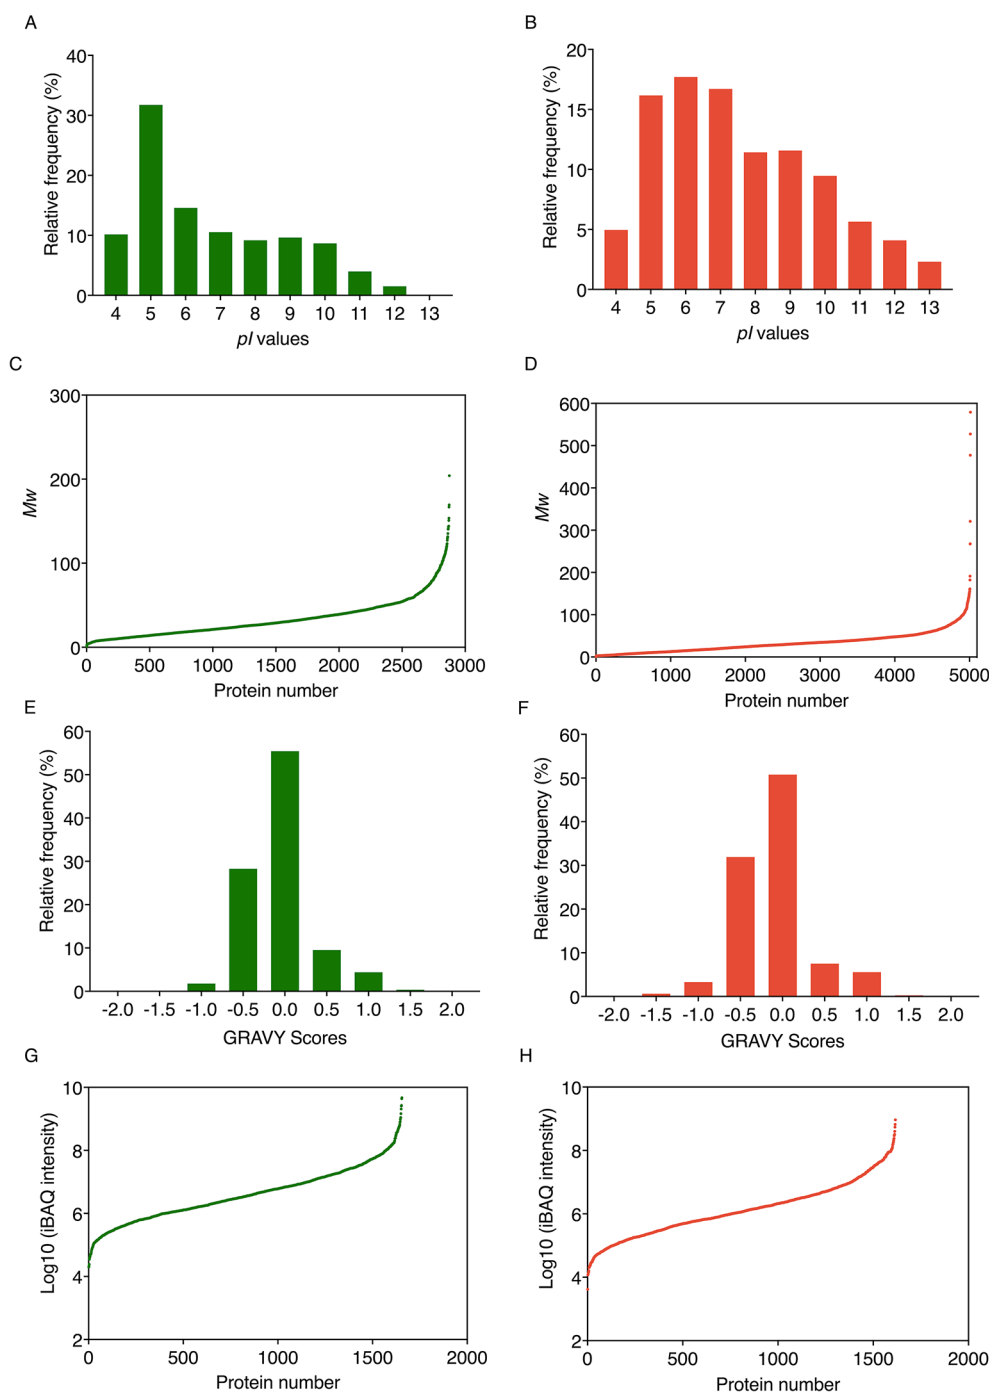 A
Relative frequency (%)
40
30
20
10
0
4 5 6 7 8 9 10 11 12 13
pI values
B
Relative frequency (%)
20
15
10
5
0
4 5 6 7 8 9 10 11 12 13
pI values
C
Mw
300
200
100
0
0 500 1000 1500 2000 2500 3000
Protein number
D
Mw
600
500
400
300
200
100
0
0 1000 2000 3000 4000 5000
Protein number
E
Relative frequency (%)
60
50
40
30
20
10
0
-2.0 -1.5 -1.0 -0.5 0.0 0.5 1.0 1.5 2.0
GRAVY Scores
F
Relative frequency (%)
60
50
40
30
20
10
0
-2.0 -1.5 -1.0 -0.5 0.0 0.5 1.0 1.5 2.0
GRAVY Scores
G
Log10 (iBAQ intensity)
10
8
6
4
2
0 500 1000 1500 2000
Protein number
H
Log10 (iBAQ intensity)
10
8
6
4
2
0 500 1000 1500 2000
Protein number